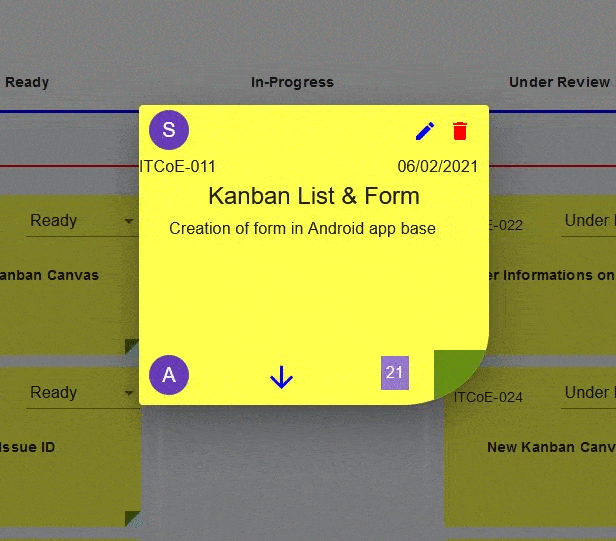 Ready
In-Progress
Under Review
S
ITCoE-011
06/02/2021
Kanban List & Form
Creation of form in Android app base
A
21
Ready
anban Canvas
Ready
ssue ID
E-022
Under
er Informations on
ITCoE-024
Under
New Kanban Canv